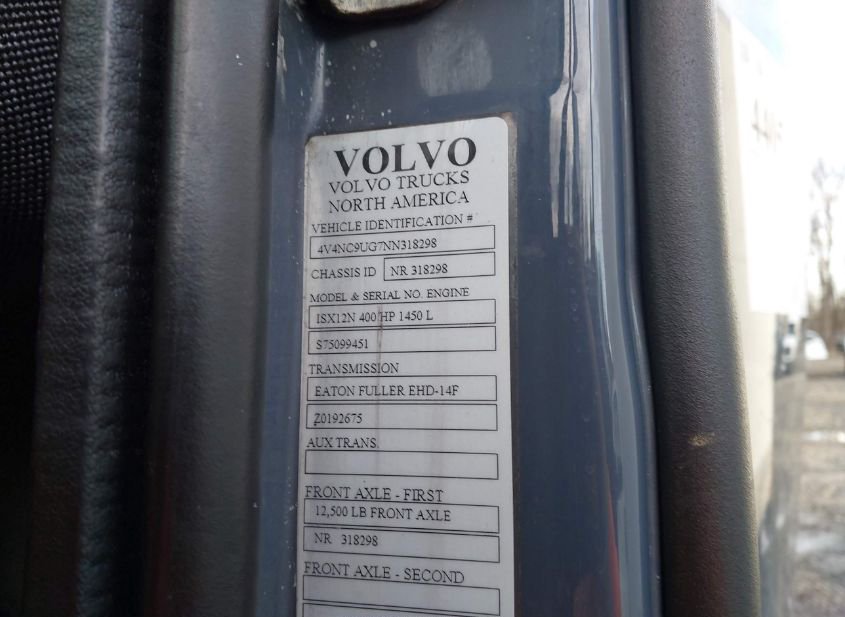 VOLVO
VOLVO TRUCKS
NORTH AMERICA
VEHICLE IDENTIFICATION #
4V4NC9UG7NN318298
CHASSIS ID NR 318298
MODEL & SERIAL NO. ENGINE
ISX12N 400 HP 1450 L
S75099451
TRANSMISSION
EATON FULLER EHD-14F
Z0192675
AUX TRANS.
FRONT AXLE - FIRST
12,500 LB FRONT AXLE
NR 318298
FRONT AXLE - SECOND